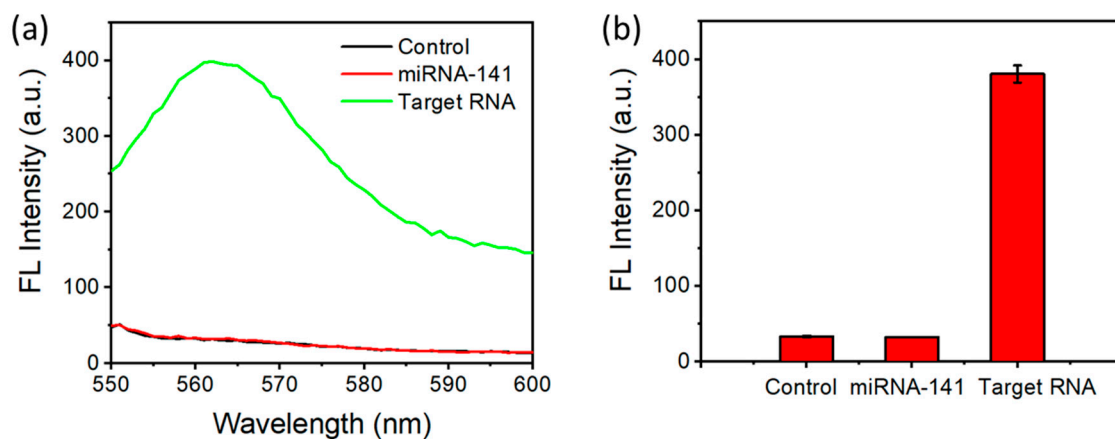 (a)
FL Intensity (a.u.)
400
300
200
100
0
Control
miRNA-141
Target RNA
550 560 570 580 590 600
Wavelength (nm)
(b)
FL Intensity (a.u.)
400
300
200
100
0
Control miRNA-141 Target RNA